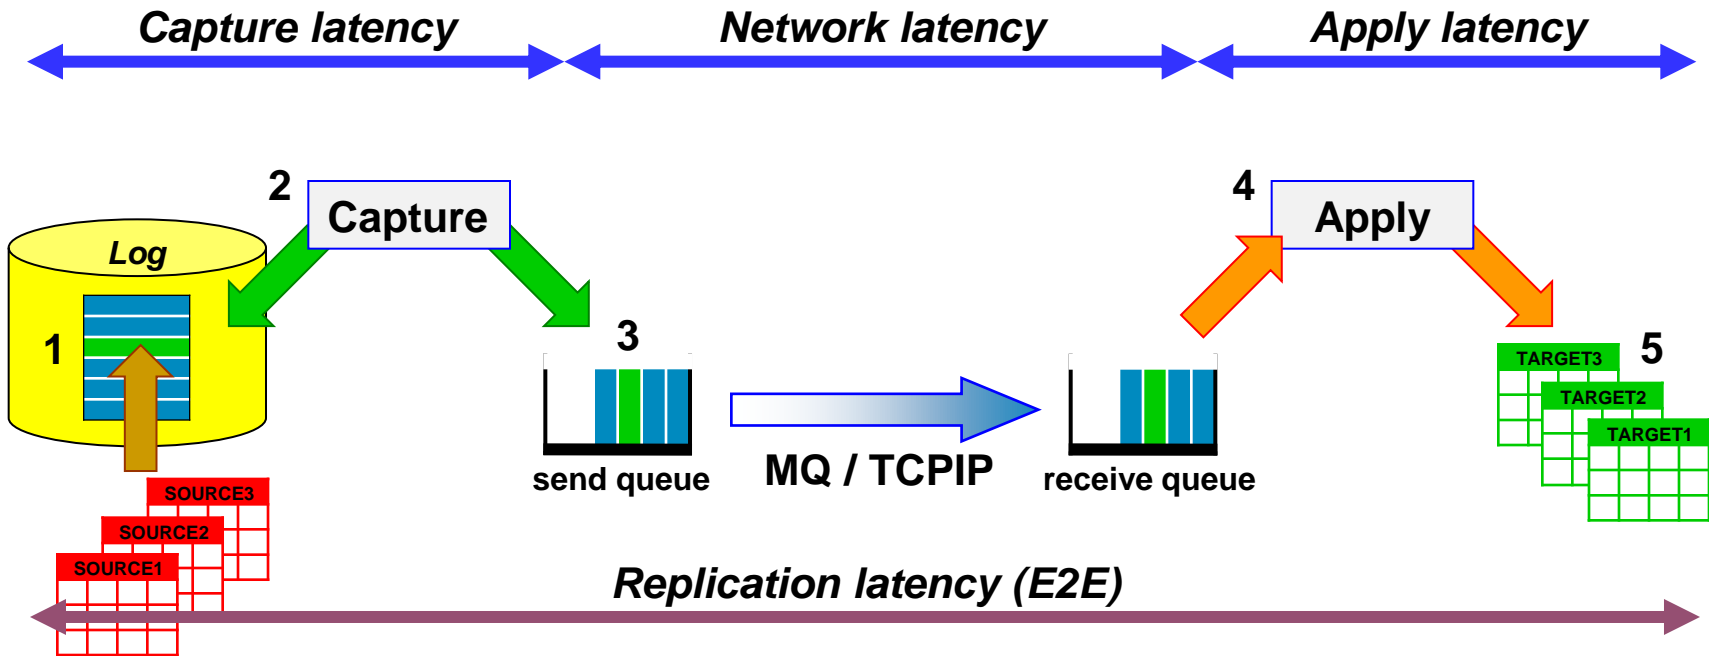 Capture latency
Network latency
Apply latency
2
Capture
4
Apply
Log
1
3
5
TARGET3
TARGET2
TARGET1
send queue
MQ / TCPIP
receive queue
SOURCE3
SOURCE2
SOURCE1
Replication latency (E2E)